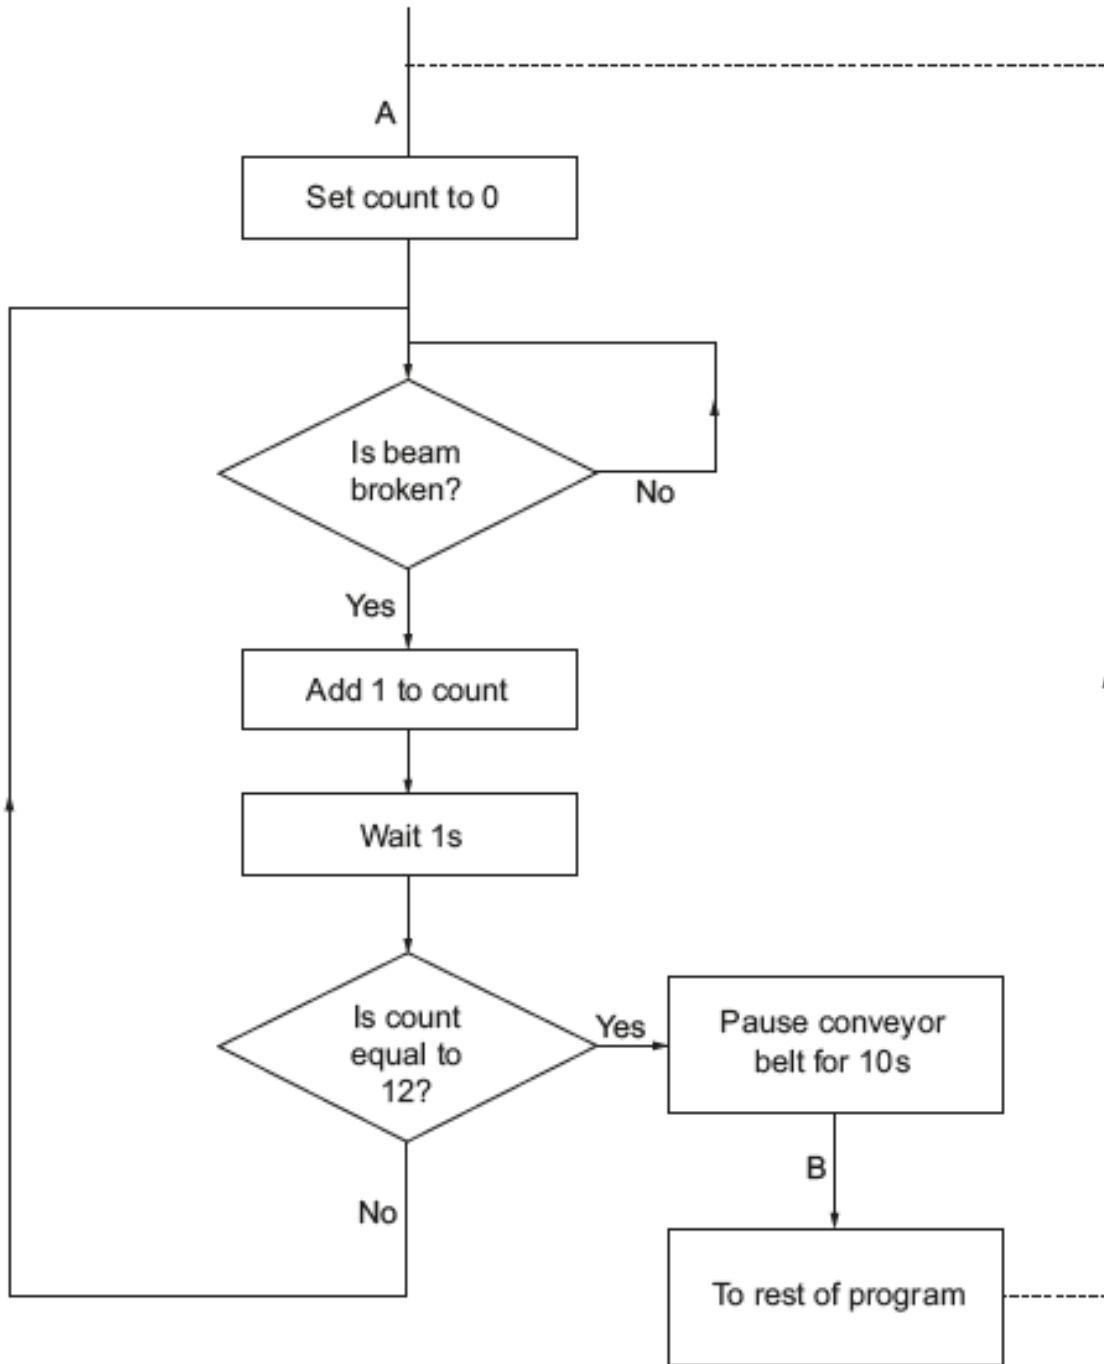 A
Set count to 0
Is beam
broken?
No
Yes
Add 1 to count
Wait 1s
Is count
equal to
12?
Yes
Pause conveyor
belt for 10s
B
No
To rest of program